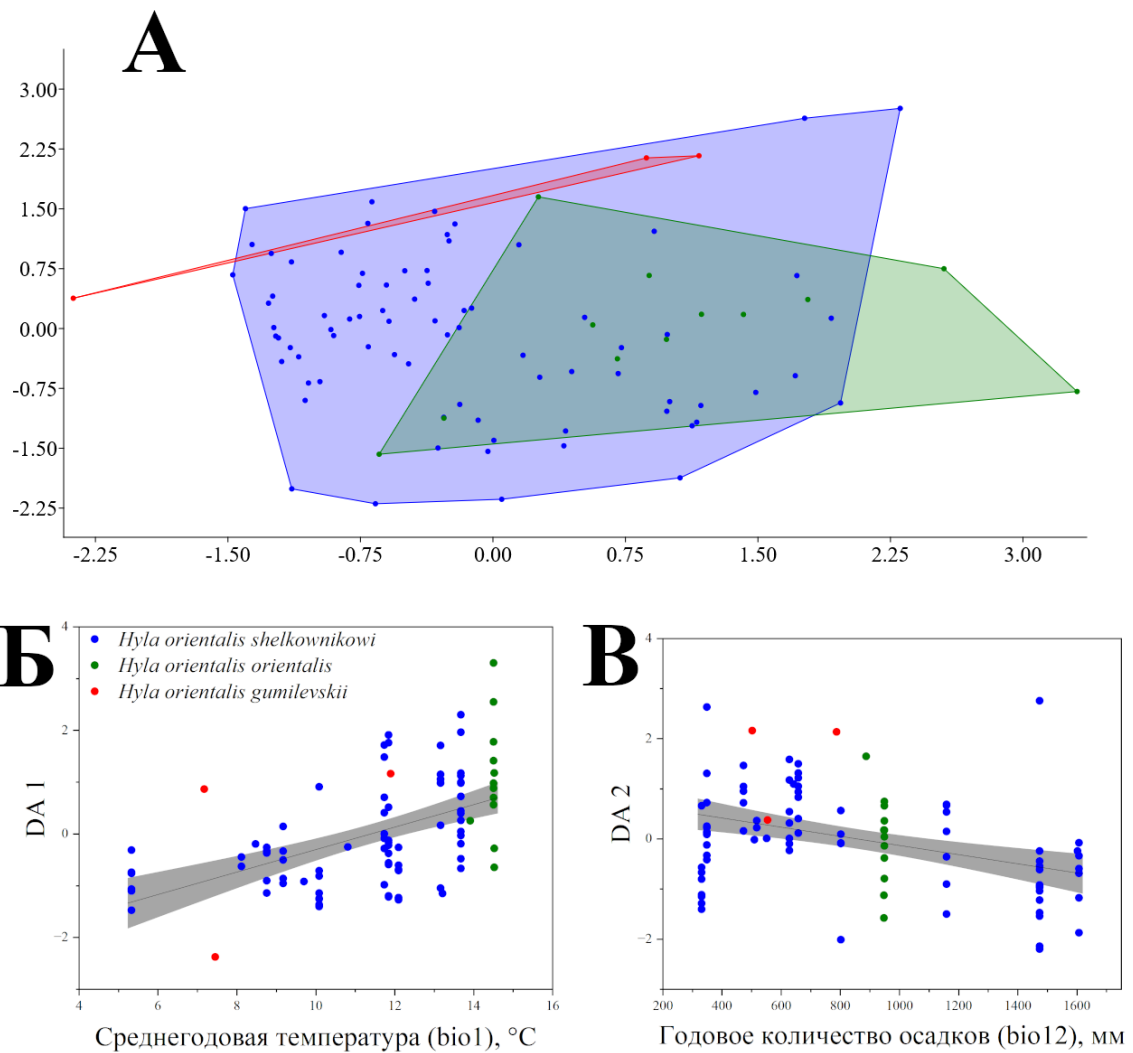 А
3.00
2.25
1.50
0.75
0.00
-0.75
-1.50
-2.25
-2.25 -1.50 -0.75 0.00 0.75 1.50 2.25 3.00
Б
Hyla orientalis shelkownikowi
Hyla orientalis orientalis
Hyla orientalis gumilevskii
DA 1
4
2
0
−2
4 6 8 10 12 14 16
Среднегодовая температура (bio1), °C
В
DA 2
4
2
0
−2
200 400 600 800 1000 1200 1400 1600
Годовое количество осадков (bio12), мм